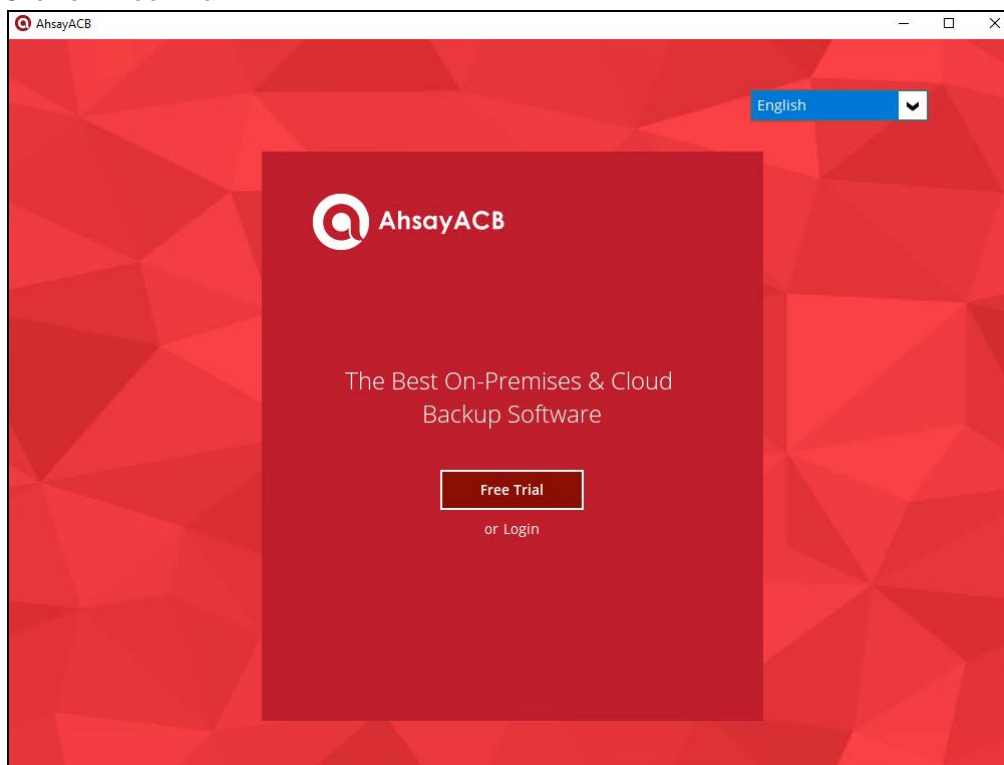 AhsayACB
English
AhsayACB
The Best On-Premises & Cloud
Backup Software
Free Trial
or Login